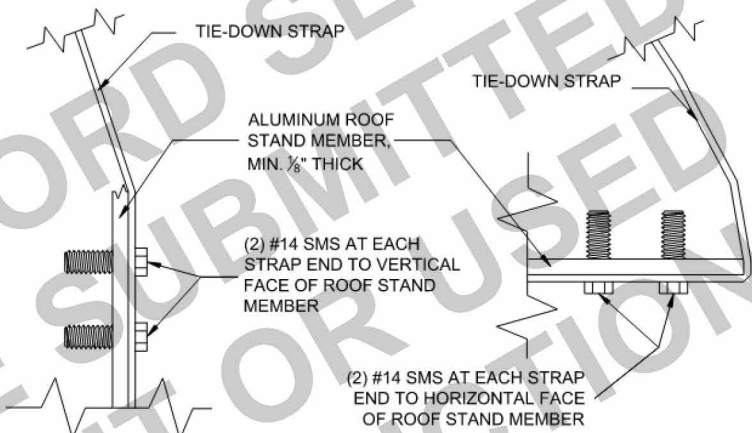 TIE-DOWN STRAP
TIE-DOWN STRAP
ALUMINUM ROOF
STAND MEMBER,
MIN. ⅛" THICK
(2) #14 SMS AT EACH
STRAP END TO VERTICAL
FACE OF ROOF STAND
MEMBER
(2) #14 SMS AT EACH STRAP
END TO HORIZONTAL FACE
OF ROOF STAND MEMBER